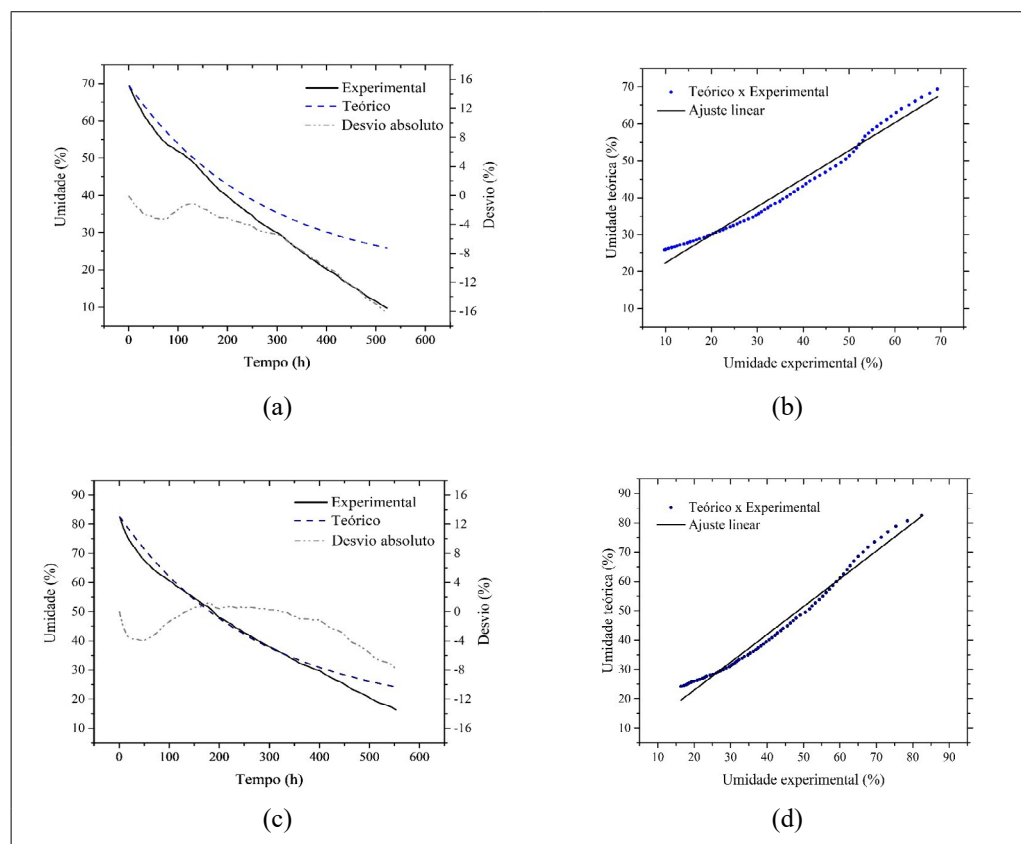 Experimental
Teórico
Desvio absoluto
Umidade (%)
70
60
50
40
30
20
10
16
12
8
4
0
-4
-8
-12
-16
Desvio (%)
0 100 200 300 400 500 600
Tempo (h)
(a)
Teórico x Experimental
Ajuste linear
Umidade teórica (%)
70
60
50
40
30
20
10
10 20 30 40 50 60 70
Umidade experimental (%)
(b)
Experimental
Teórico
Desvio absoluto
Umidade (%)
90
80
70
60
50
40
30
20
10
16
12
8
4
0
-4
-8
-12
-16
Desvio (%)
0 100 200 300 400 500 600
Tempo (h)
(c)
Teórico x Experimental
Ajuste linear
Umidade teórica (%)
90
80
70
60
50
40
30
20
10
10 20 30 40 50 60 70 80 90
Umidade experimental (%)
(d)